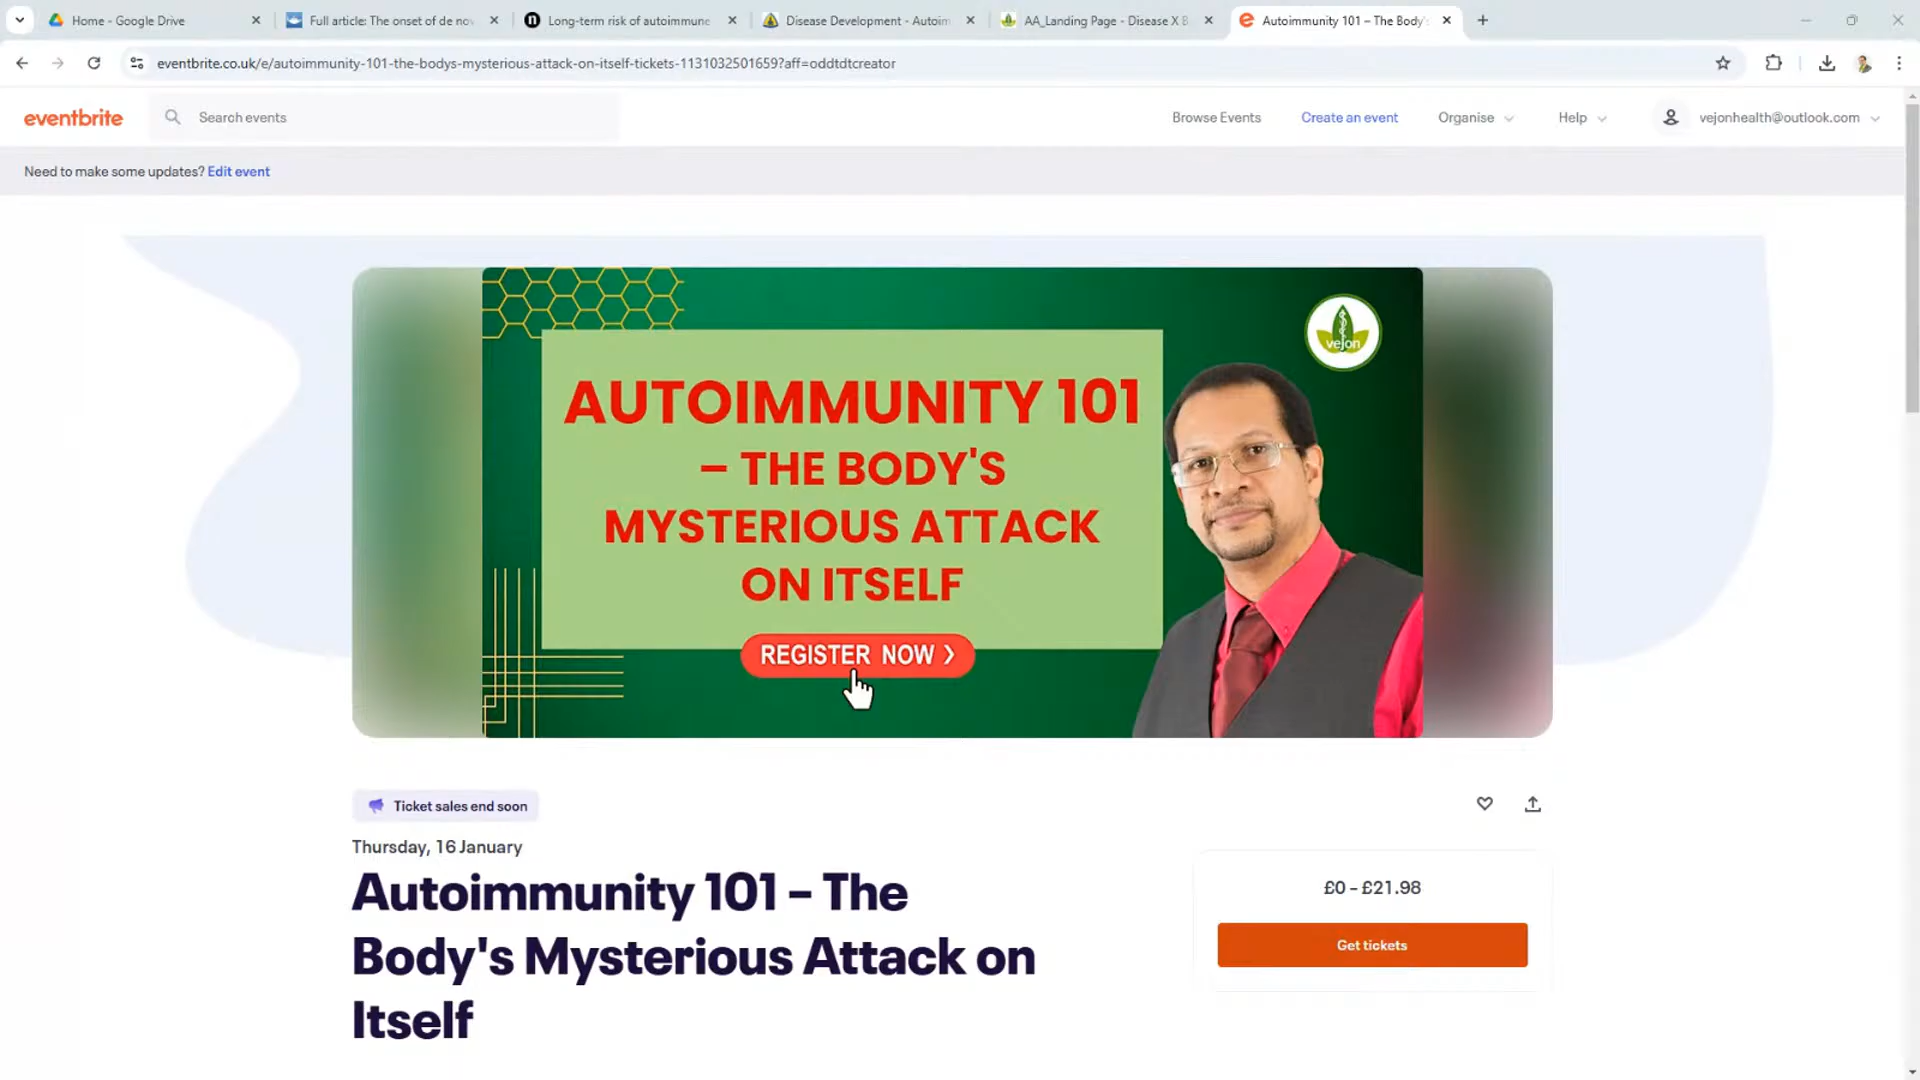 Home - Google Drive
Full article: The onset of de nov
Long-term risk of autoimmune
Disease Development - Autoim
AA_Landing Page - Disease X B
Autoimmunity 101 – The Body's
eventbrite.co.uk/e/autoimmunity-101-the-bodys-mysterious-attack-on-itself-tickets-1131032501659?aff=oddtdtcreator
eventbrite
Search events
Browse Events
Create an event
Organise
Help
vejonhealth@outlook.com
Need to make some updates? Edit event
vejon
AUTOIMMUNITY 101
– THE BODY'S
MYSTERIOUS ATTACK
ON ITSELF
REGISTER NOW >
Ticket sales end soon
Thursday, 16 January
Autoimmunity 101 – The
Body's Mysterious Attack on
Itself
£0 – £21.98
Get tickets